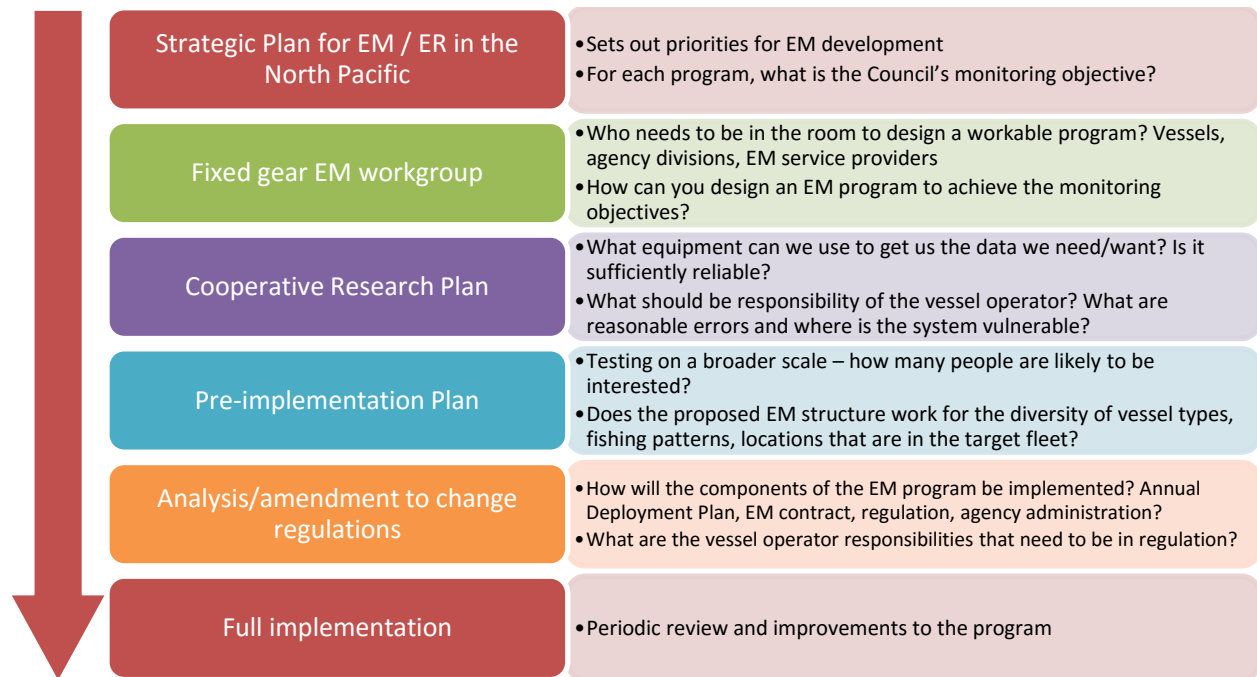 Strategic Plan for EM / ER in the
North Pacific
•Sets out priorities for EM development
•For each program, what is the Council's monitoring objective?
Fixed gear EM workgroup
•Who needs to be in the room to design a workable program? Vessels,
agency divisions, EM service providers
•How can you design an EM program to achieve the monitoring
objectives?
Cooperative Research Plan
•What equipment can we use to get us the data we need/want? Is it
sufficiently reliable?
•What should be responsibility of the vessel operator? What are
reasonable errors and where is the system vulnerable?
Pre-implementation Plan
•Testing on a broader scale – how many people are likely to be
interested?
•Does the proposed EM structure work for the diversity of vessel types,
fishing patterns, locations that are in the target fleet?
Analysis/amendment to change
regulations
•How will the components of the EM program be implemented? Annual
Deployment Plan, EM contract, regulation, agency administration?
•What are the vessel operator responsibilities that need to be in regulation?
Full implementation
•Periodic review and improvements to the program